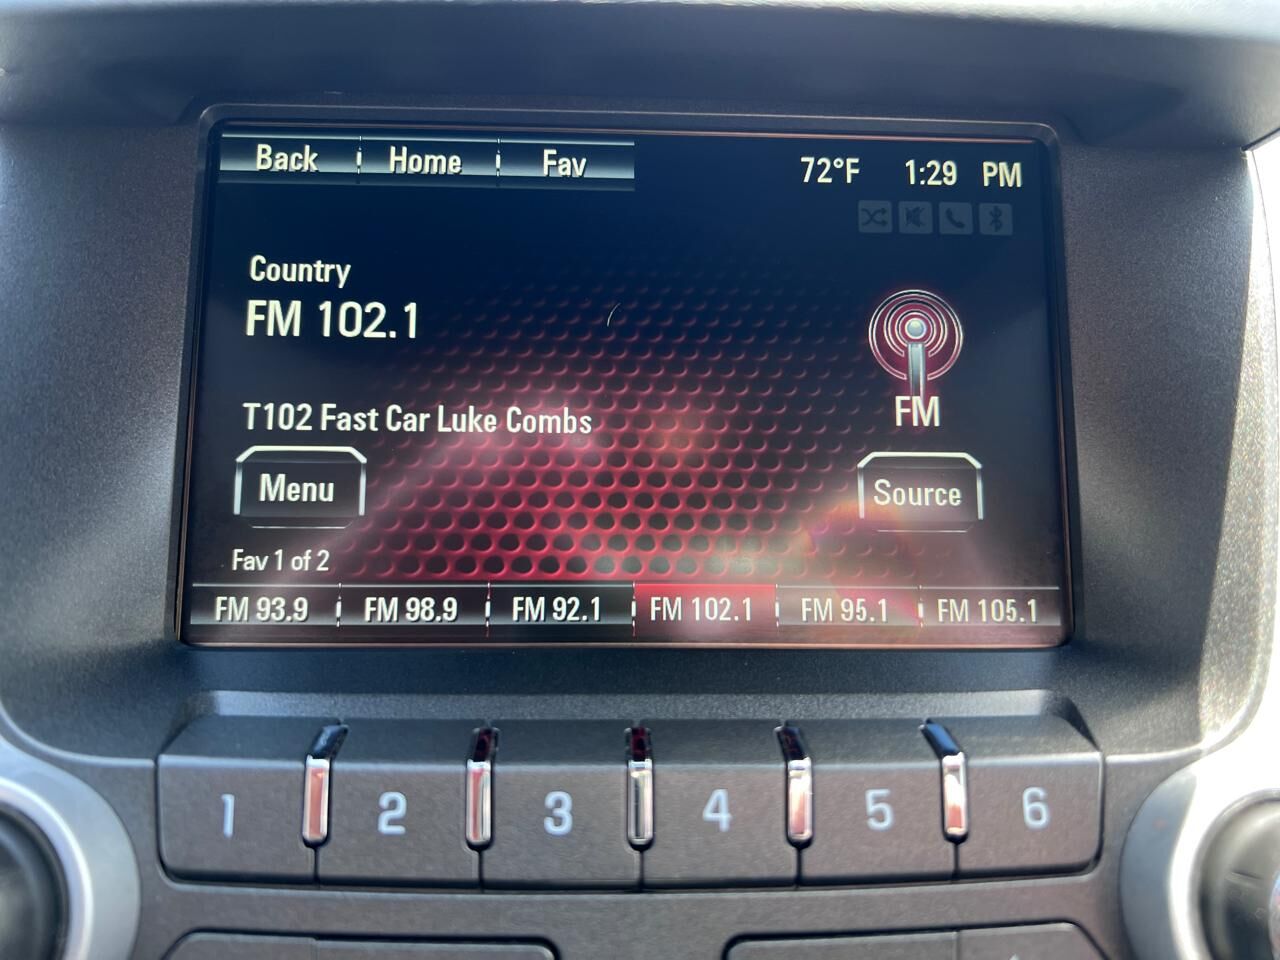 Back Home Fav 72°F 1:29 PM
Country
FM 102.1
T102 Fast Car Luke Combs
FM
Menu
Source
Fav 1 of 2
FM 93.9 FM 98.9 FM 92.1 FM 102.1 FM 95.1 FM 105.1
1 2 3 4 5 6